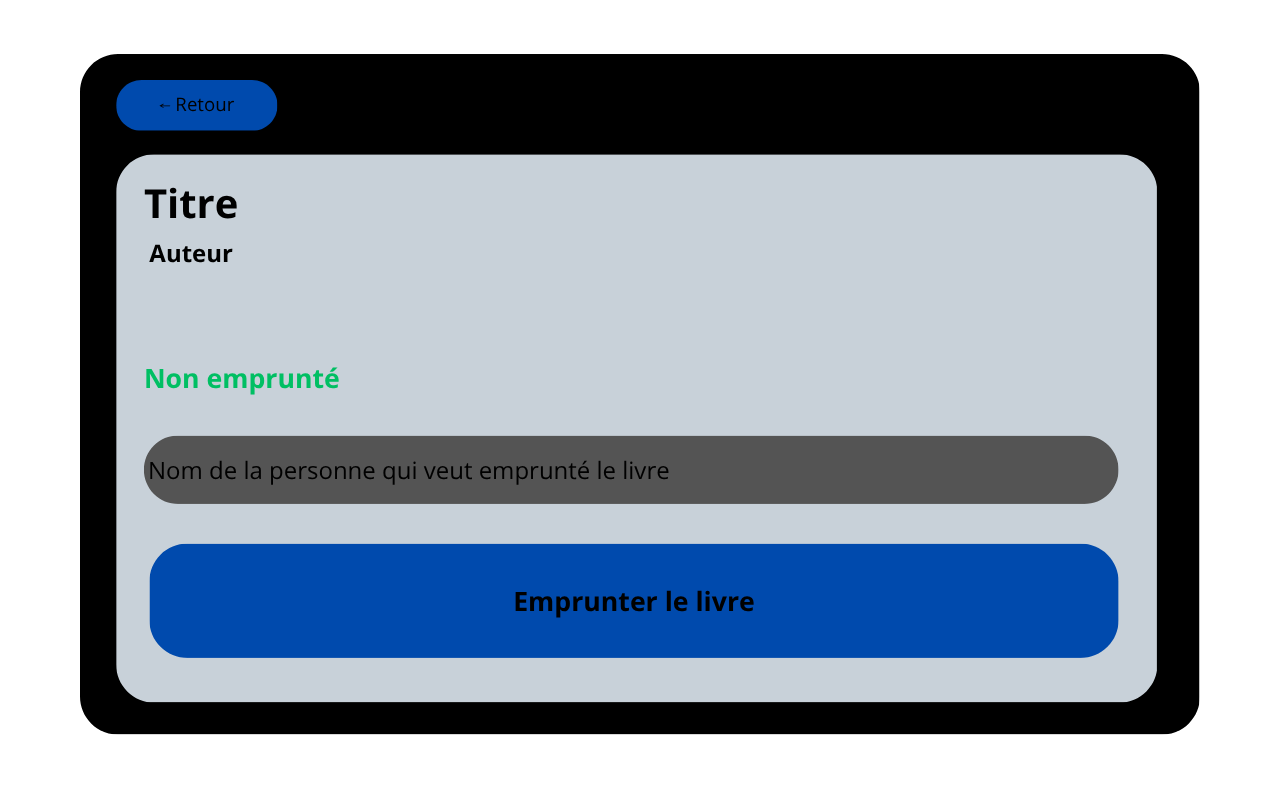 ← Retour
Titre
Auteur
Non emprunté
Nom de la personne qui veut emprunté le livre
Emprunter le livre